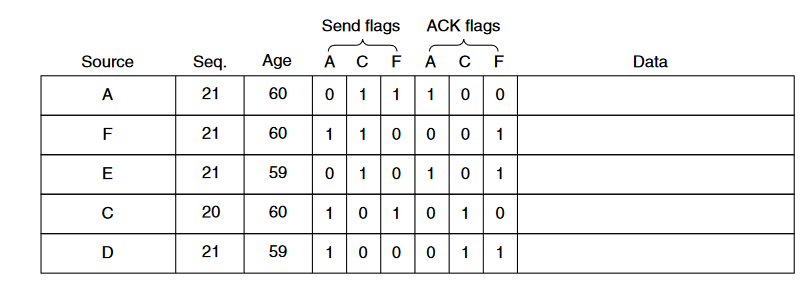 Send flags ACK flags
Source Seq. Age A C F A C F Data
A 21 60 0 1 1 1 0 0
F 21 60 1 1 0 0 0 1
E 21 59 0 1 0 1 0 1
C 20 60 1 0 1 0 1 0
D 21 59 1 0 0 0 1 1